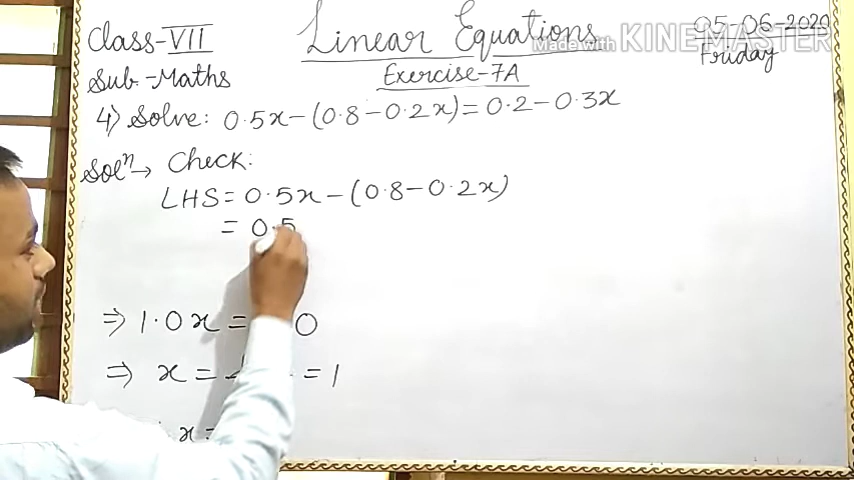 Class-VII Linear Equations 05-06-2020
Made with KINEMASTER
Sub.-Maths Exercise-7A Friday
4) Solve: 0.5x-(0.8-0.2x)=0.2-0.3x
Solⁿ→ Check:
LHS=0.5x-(0.8-0.2x)
=0.5
⇒ 1.0x= 0
⇒ x= =1
x=